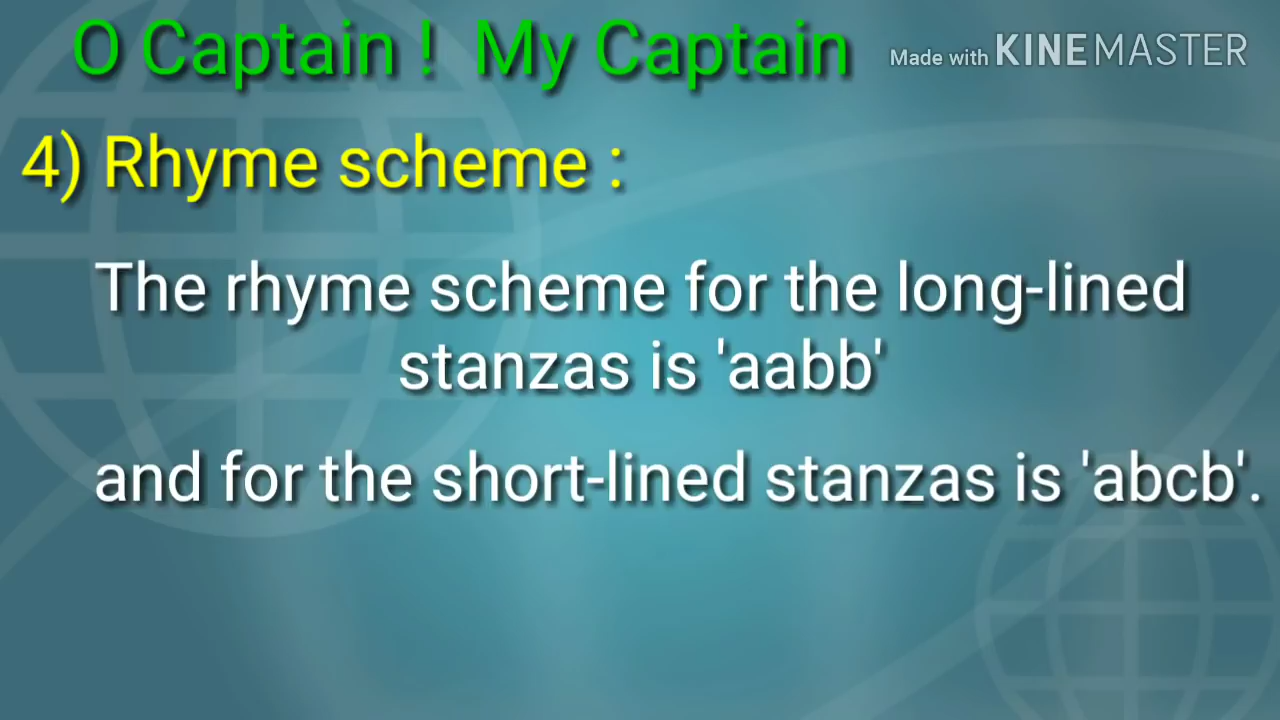 O Captain ! My Captain
Made with KINEMASTER
4) Rhyme scheme :
The rhyme scheme for the long-lined
stanzas is 'aabb'
and for the short-lined stanzas is 'abcb'.